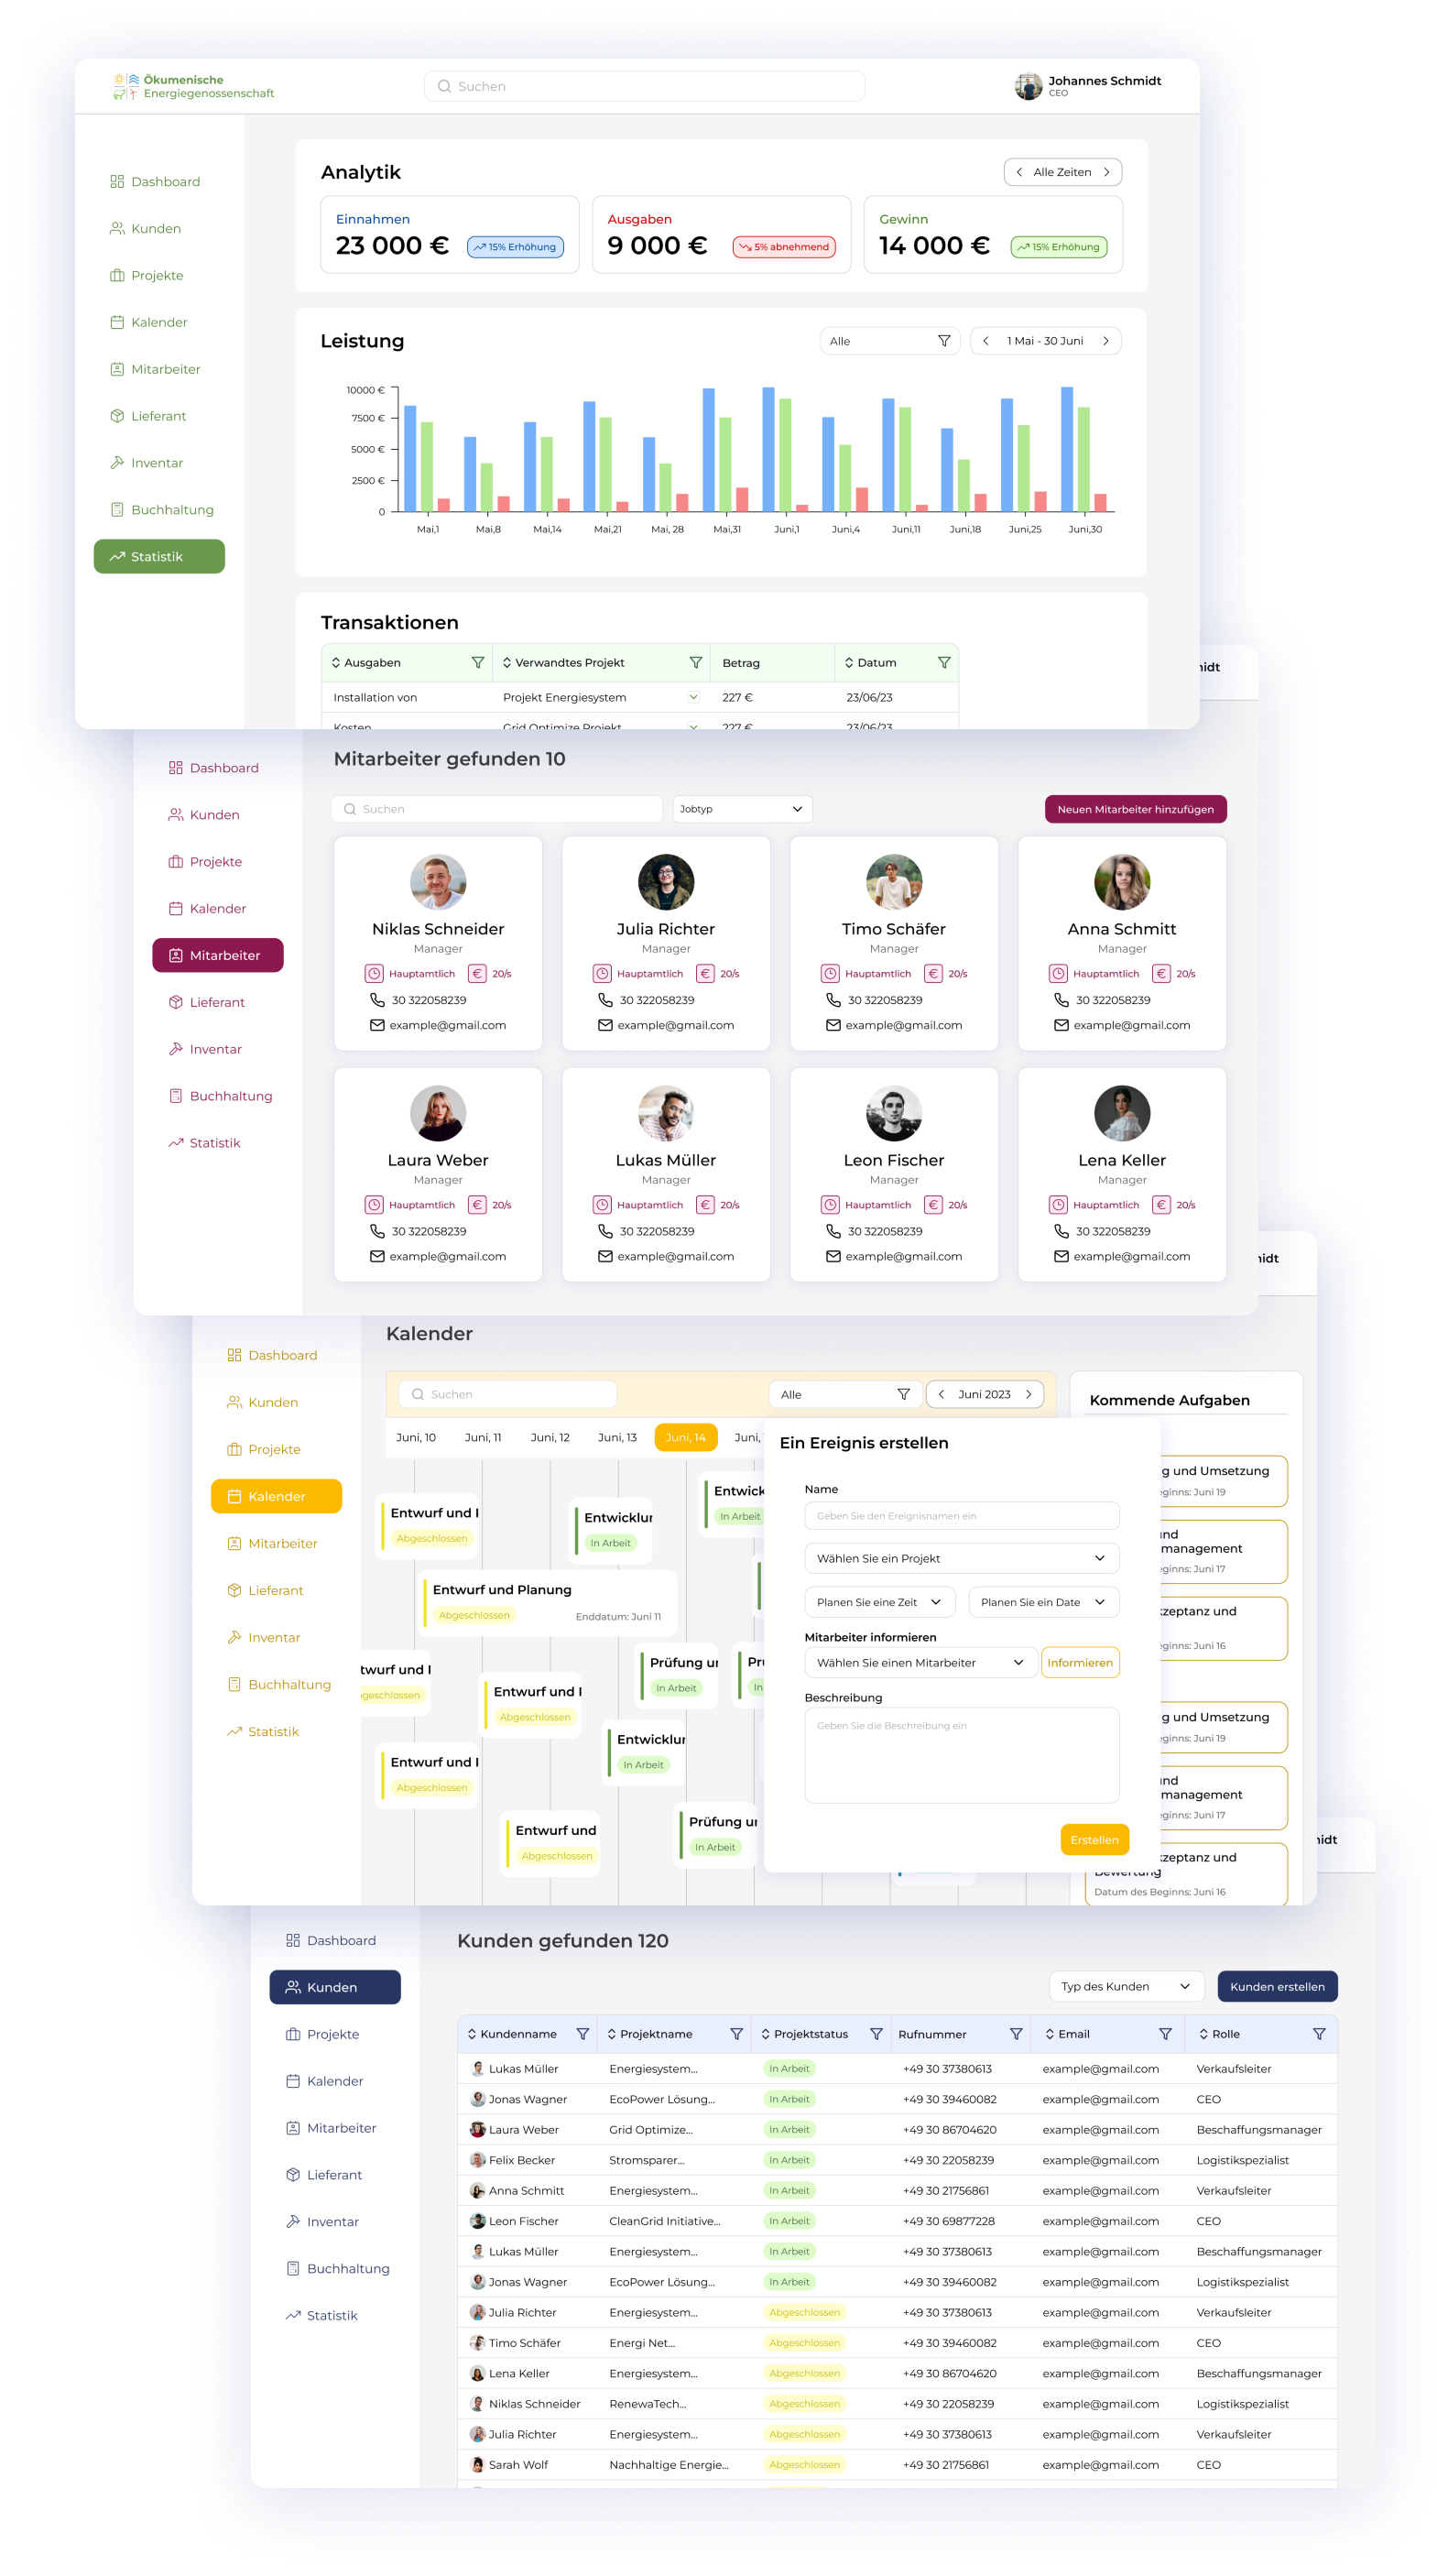 Ökumenische
Energiegenossenschaft
Suchen
Johannes Schmidt
CEO
Dashboard
Kunden
Projekte
Kalender
Mitarbeiter
Lieferant
Inventar
Buchhaltung
Statistik
Analytik
Alle Zeiten
Einnahmen
23 000 €
15% Erhöhung
Ausgaben
9 000 €
5% abnehmend
Gewinn
14 000 €
15% Erhöhung
Leistung
Alle
1 Mai - 30 Juni
10000 €
7500 €
5000 €
2500 €
0
Mai,1 Mai,8 Mai,14 Mai,21 Mai, 28 Mai,31 Juni,1 Juni,4 Juni,11 Juni,18 Juni,25 Juni,30
Transaktionen
Ausgaben Verwandtes Projekt Betrag Datum
Installation von Projekt Energiesystem 227 € 23/06/23
Kosten Grid Optimize Projekt 227 € 23/06/23
midt
Dashboard
Kunden
Projekte
Kalender
Mitarbeiter
Lieferant
Inventar
Buchhaltung
Statistik
Mitarbeiter gefunden 10
Suchen
Jobtyp
Neuen Mitarbeiter hinzufügen
Niklas Schneider
Manager
Hauptamtlich € 20/s
30 322058239
example@gmail.com
Julia Richter
Manager
Hauptamtlich € 20/s
30 322058239
example@gmail.com
Timo Schäfer
Manager
Hauptamtlich € 20/s
30 322058239
example@gmail.com
Anna Schmitt
Manager
Hauptamtlich € 20/s
30 322058239
example@gmail.com
Laura Weber
Manager
Hauptamtlich € 20/s
30 322058239
example@gmail.com
Lukas Müller
Manager
Hauptamtlich € 20/s
30 322058239
example@gmail.com
Leon Fischer
Manager
Hauptamtlich € 20/s
30 322058239
example@gmail.com
Lena Keller
Manager
Hauptamtlich € 20/s
30 322058239
example@gmail.com
midt
Dashboard
Kunden
Projekte
Kalender
Mitarbeiter
Lieferant
Inventar
Buchhaltung
Statistik
Kalender
Suchen
Alle
Juni 2023
Juni, 10 Juni, 11 Juni, 12 Juni, 13 Juni, 14 Juni,
Entwurf und
Abgeschlossen
Entwicklur
In Arbeit
Entwick
In Arbeit
Entwurf und Planung
Abgeschlossen
Enddatum: Juni 11
twurf und
geschlossen
Entwurf und
Abgeschlossen
Prüfung ur
In Arbeit
Prü
In
Entwicklur
In Arbeit
Entwurf und
Abgeschlossen
Entwurf und
Abgeschlossen
Prüfung ur
In Arbeit
Ein Ereignis erstellen
Name
Geben Sie den Ereignisnamen ein
Wählen Sie ein Projekt
Planen Sie eine Zeit
Planen Sie ein Date
Mitarbeiter informieren
Wählen Sie einen Mitarbeiter
Informieren
Beschreibung
Geben Sie die Beschreibung ein
Erstellen
Kommende Aufgaben
g und Umsetzung
eginns: Juni 19
und
management
eginns: Juni 17
kzeptanz und
eginns: Juni 16
g und Umsetzung
eginns: Juni 19
und
management
eginns: Juni 17
kzeptanz und
Bewertung
Datum des Beginns: Juni 16
midt
Dashboard
Kunden
Projekte
Kalender
Mitarbeiter
Lieferant
Inventar
Buchhaltung
Statistik
Kunden gefunden 120
Typ des Kunden
Kunden erstellen
Kundenname Projektname Projektstatus Rufnummer Email Rolle
Lukas Müller Energiesystem... In Arbeit +49 30 37380613 example@gmail.com Verkaufsleiter
Jonas Wagner EcoPower Lösung... In Arbeit +49 30 39460082 example@gmail.com CEO
Laura Weber Grid Optimize... In Arbeit +49 30 86704620 example@gmail.com Beschaffungsmanager
Felix Becker Stromsparer... In Arbeit +49 30 22058239 example@gmail.com Logistikspezialist
Anna Schmitt Energiesystem... In Arbeit +49 30 21756861 example@gmail.com Verkaufsleiter
Leon Fischer CleanGrid Initiative... In Arbeit +49 30 69877228 example@gmail.com CEO
Lukas Müller Energiesystem... In Arbeit +49 30 37380613 example@gmail.com Beschaffungsmanager
Jonas Wagner EcoPower Lösung... In Arbeit +49 30 39460082 example@gmail.com Logistikspezialist
Julia Richter Energiesystem... Abgeschlossen +49 30 37380613 example@gmail.com Verkaufsleiter
Timo Schäfer Energi Net... Abgeschlossen +49 30 39460082 example@gmail.com CEO
Lena Keller Energiesystem... Abgeschlossen +49 30 86704620 example@gmail.com Beschaffungsmanager
Niklas Schneider RenewaTech... Abgeschlossen +49 30 22058239 example@gmail.com Logistikspezialist
Julia Richter Energiesystem... Abgeschlossen +49 30 37380613 example@gmail.com Verkaufsleiter
Sarah Wolf Nachhaltige Energie... Abgeschlossen +49 30 21756861 example@gmail.com CEO